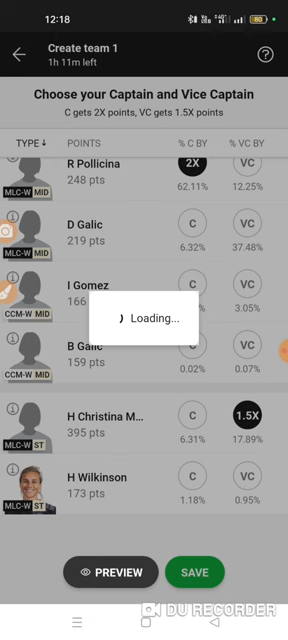 12:18
80
Create team 1
1h 11m left
Choose your Captain and Vice Captain
C gets 2X points, VC gets 1.5X points
TYPE POINTS % C BY % VC BY
R Pollicina
248 pts
2X
VC
MLC-W MID
62.11% 12.25%
D Galic
219 pts
C
VC
MLC-W MID
6.32% 37.48%
I Gomez
166
C
VC
CCM-W MID
% 3.05%
Loading...
B Galic
159 pts
C
VC
CCM-W MID
0.02% 0.07%
H Christina M...
395 pts
C
1.5X
MLC-W ST
6.31% 17.89%
H Wilkinson
173 pts
C
VC
MLC-W ST
1.18% 0.95%
PREVIEW
SAVE
DU RECORDER